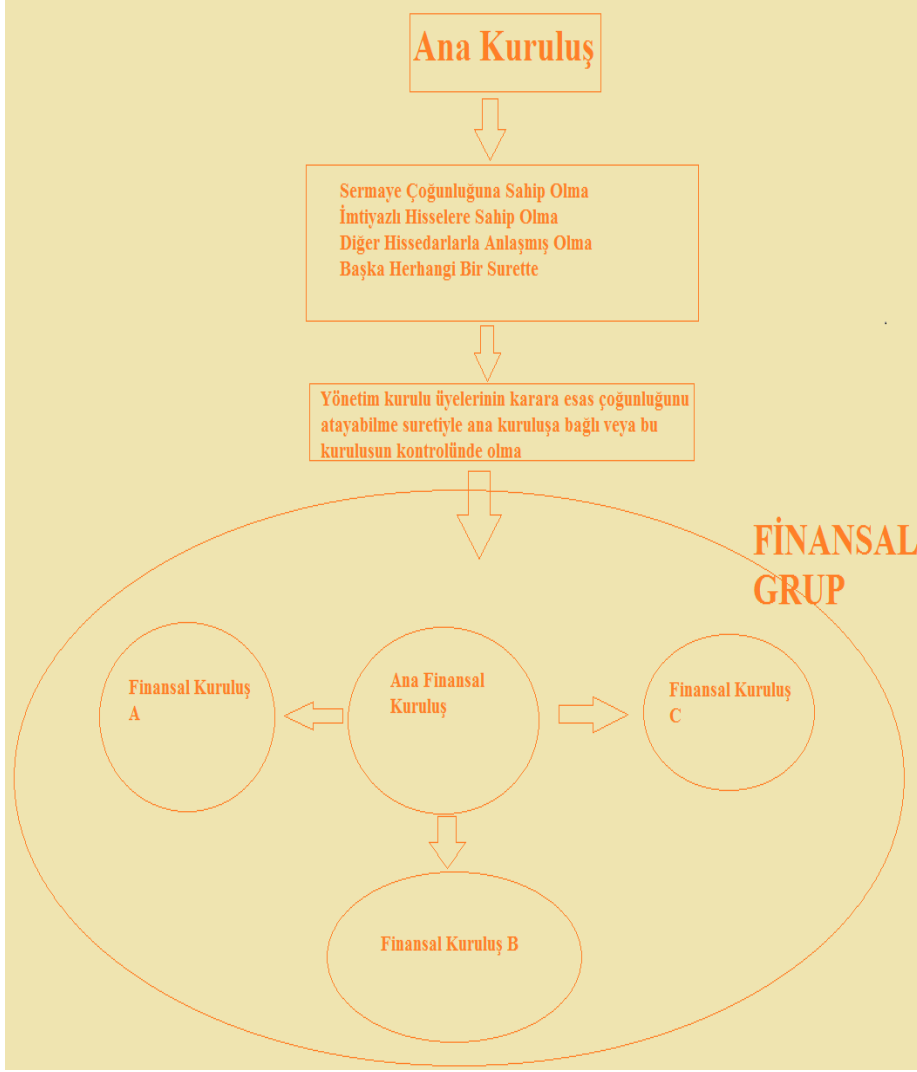 Ana Kuruluş
Sermaye Çoğunluğuna Sahip Olma
İmtiyazlı Hisselere Sahip Olma
Diğer Hissedarlarla Anlaşmış Olma
Başka Herhangi Bir Surette
Yönetim kurulu üyelerinin karara esas çoğunluğunu
atayabilme suretiyle ana kuruluşa bağlı veya bu
kuruluşun kontrolünde olma
FİNANSAL
GRUP
Finansal Kuruluş
A
Ana Finansal
Kuruluş
Finansal Kuruluş
C
Finansal Kuruluş B